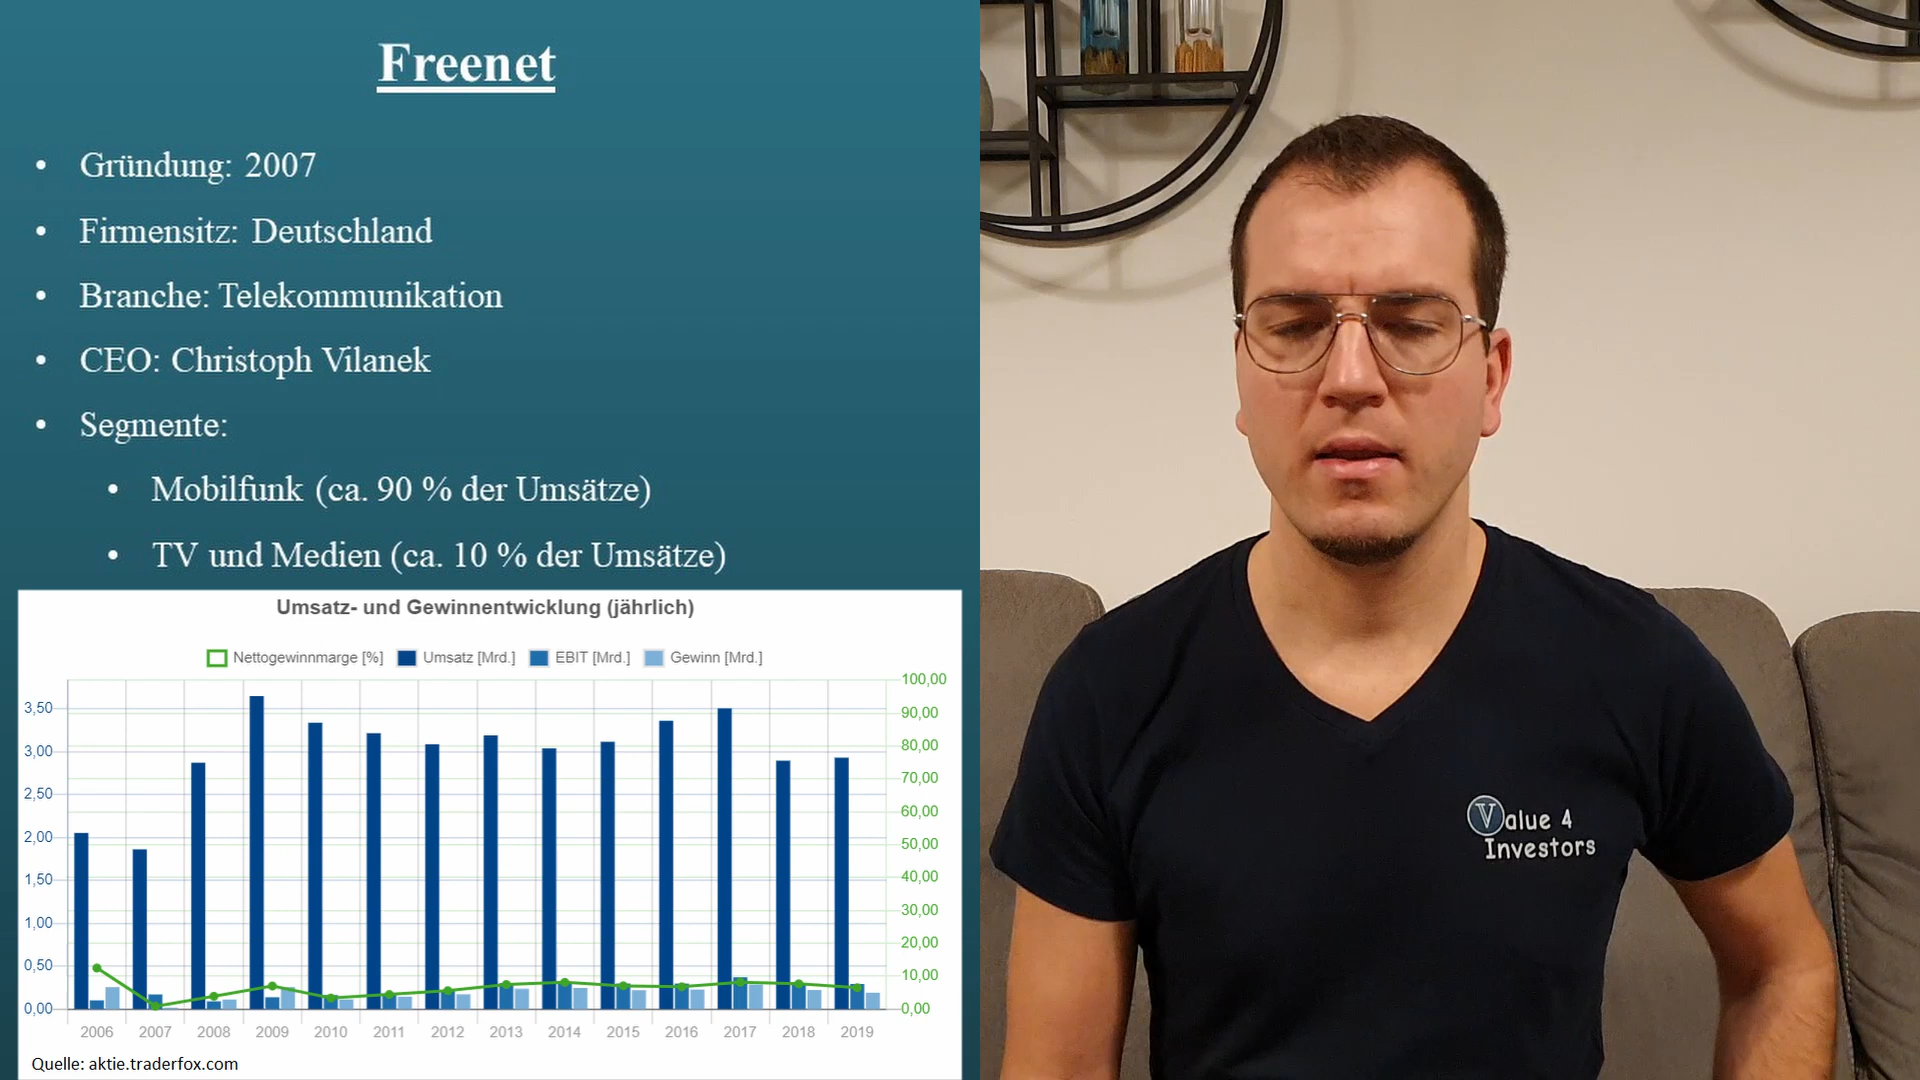 Freenet
• Gründung: 2007
• Firmensitz: Deutschland
• Branche: Telekommunikation
• CEO: Christoph Vilanek
• Segmente:
• Mobilfunk (ca. 90 % der Umsätze)
• TV und Medien (ca. 10 % der Umsätze)
Umsatz- und Gewinnentwicklung (jährlich)
Nettogewinnmarge [%] Umsatz [Mrd.] EBIT [Mrd.] Gewinn [Mrd.]
100,00
3,50 90,00
3,00 80,00
70,00
2,50 60,00
2,00 50,00
1,50 40,00
1,00 30,00
20,00
0,50 10,00
0,00 0,00
2006 2007 2008 2009 2010 2011 2012 2013 2014 2015 2016 2017 2018 2019
Quelle: aktie.traderfox.com
Value 4
Investors